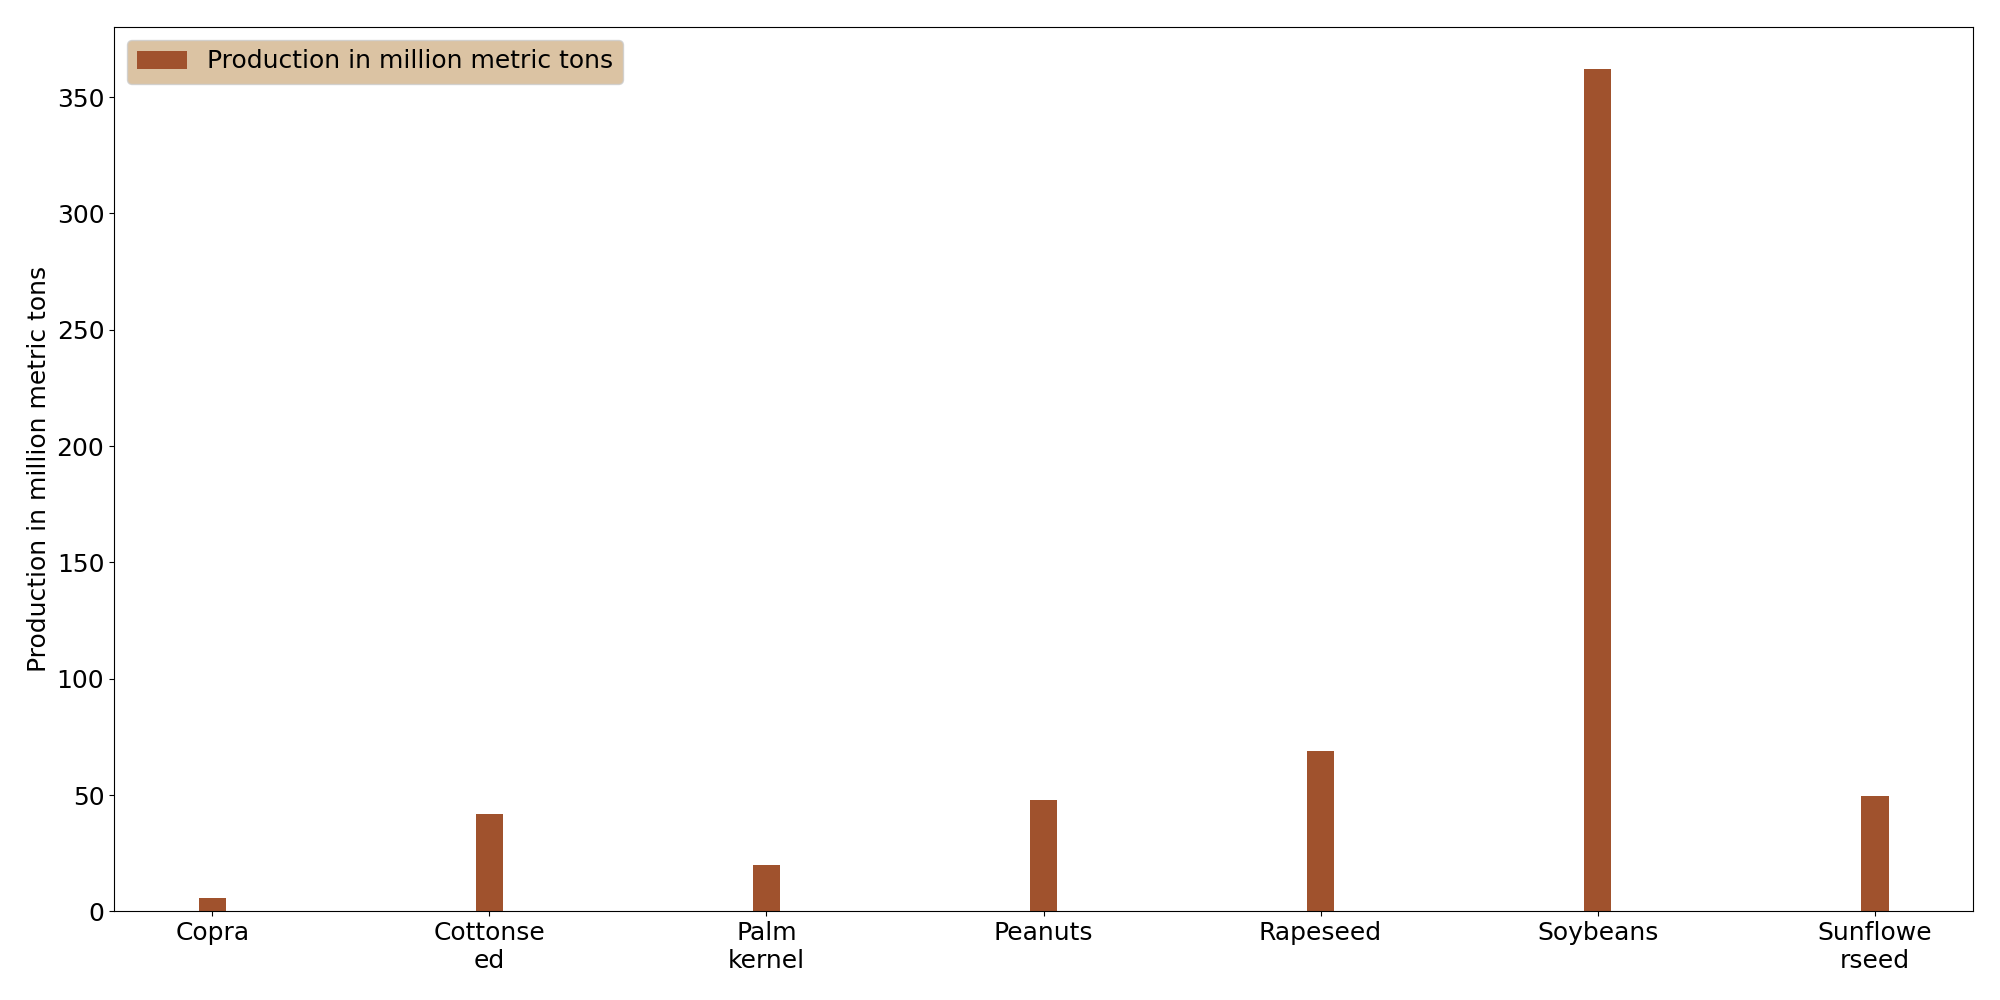 Production in million metric tons
Production in million metric tons
350
300
250
200
150
100
50
0
Copra
Cottonse
ed
Palm
kernel
Peanuts
Rapeseed
Soybeans
Sunflowe
rseed